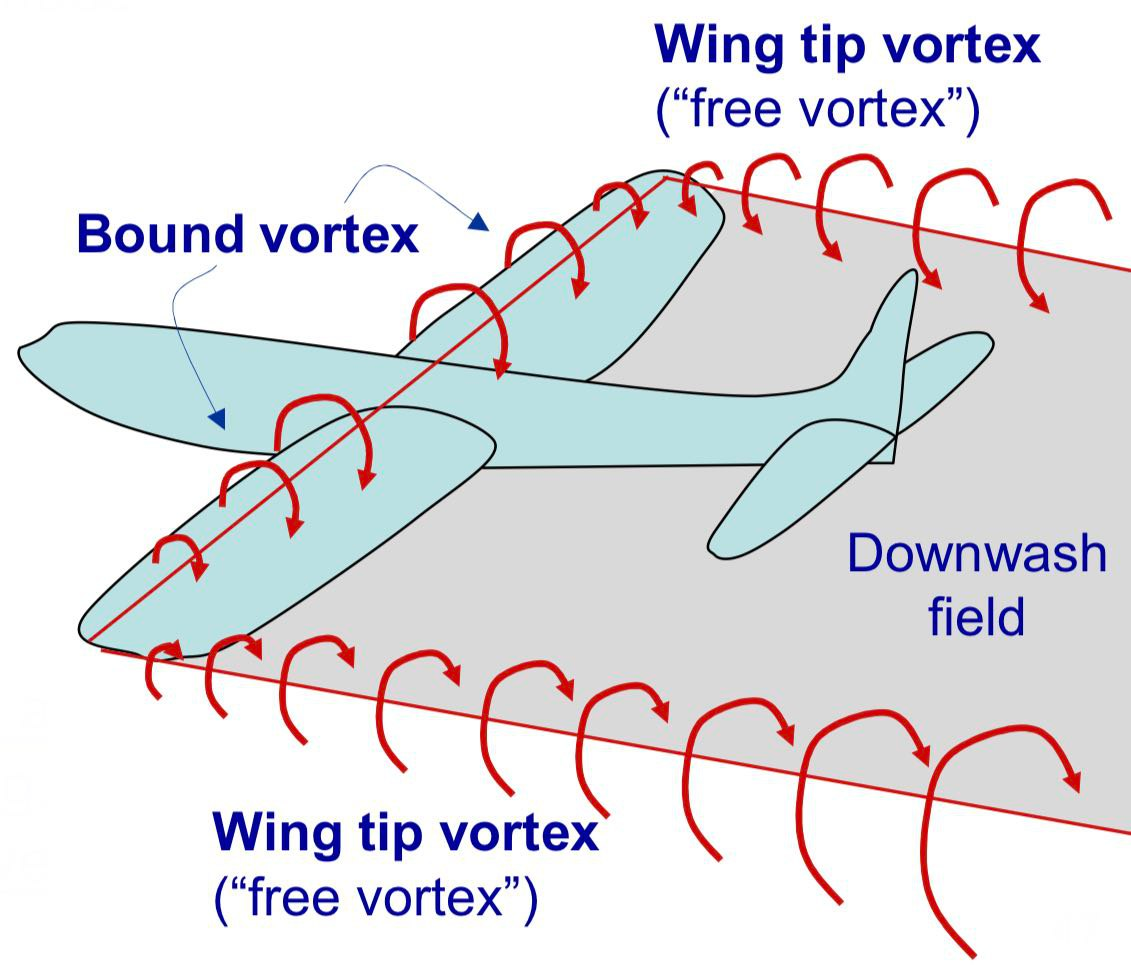 Wing tip vortex
(“free vortex”)
Bound vortex
Downwash
field
Wing tip vortex
(“free vortex”)